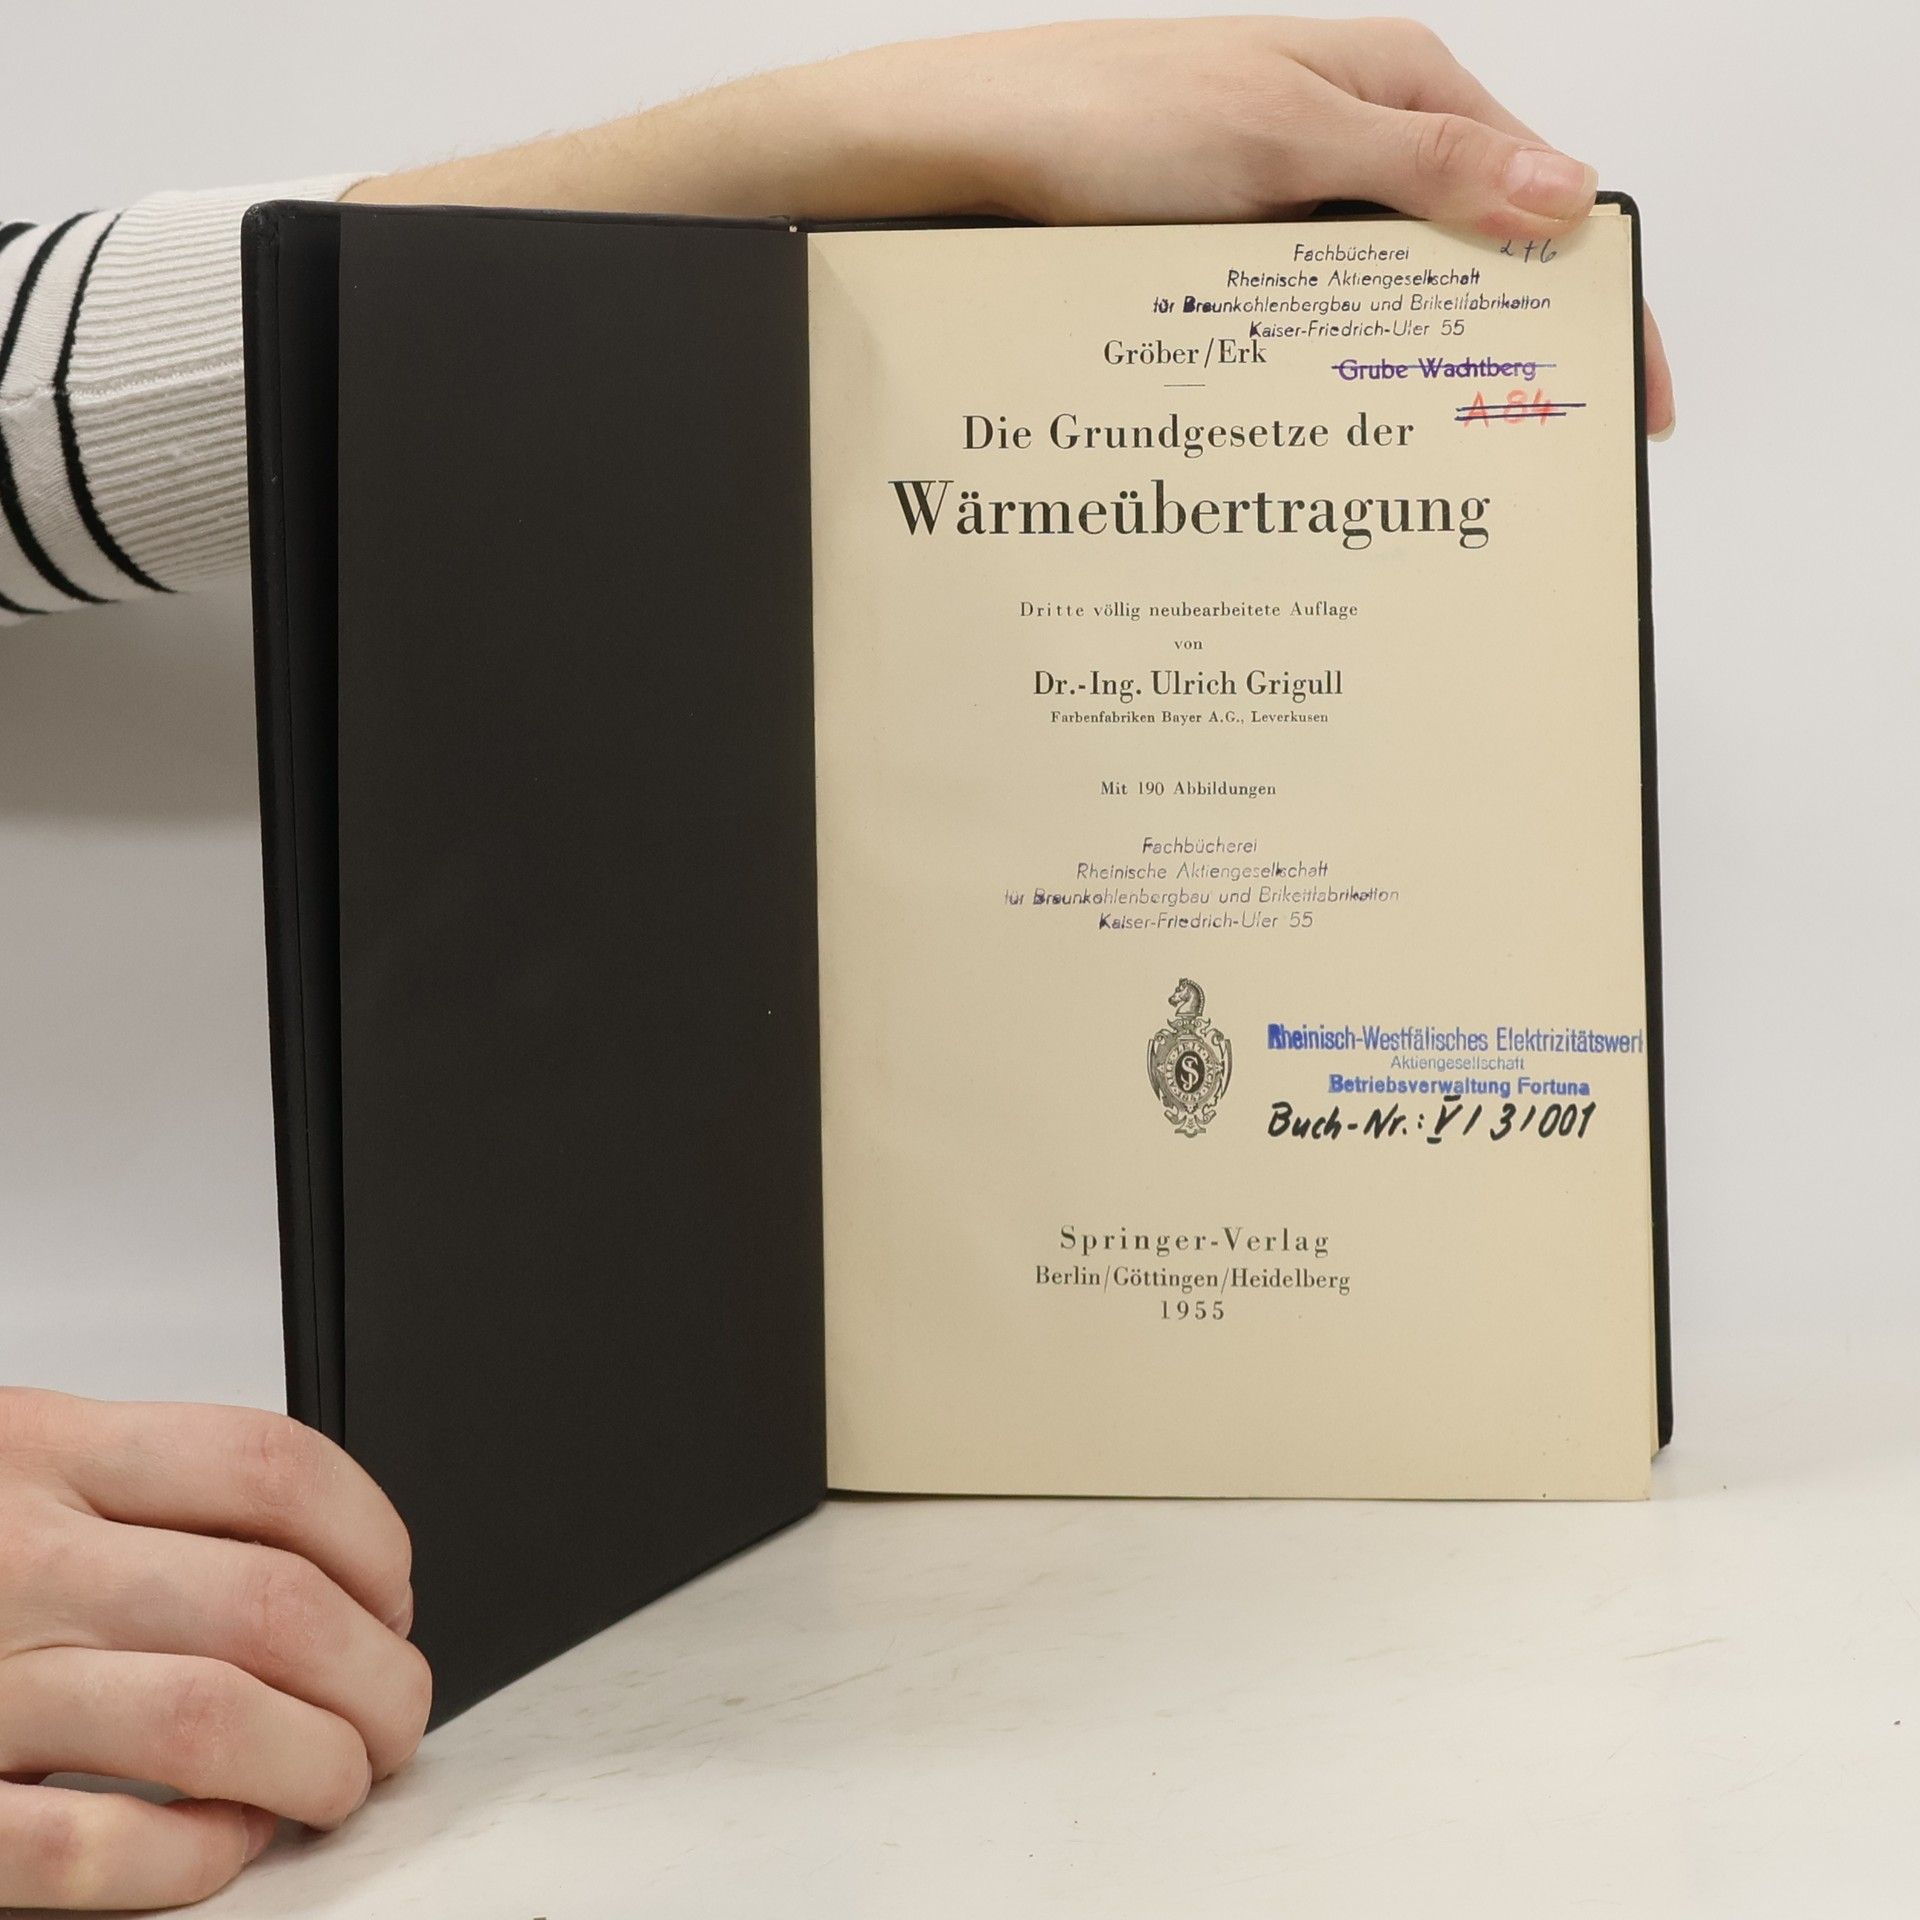 Fachbücherei
Rheinische Aktiengesellschaft
für Braunkohlenbergbau und Brikettfabrikation
Kaiser-Friedrich-Ufer 55
Gröber/Erk
Grube Wachtberg
A 84
Die Grundgesetze der
Wärmeübertragung
Dritte völlig neubearbeitete Auflage
von
Dr.-Ing. Ulrich Grigull
Farbenfabriken Bayer A.G., Leverkusen
Mit 190 Abbildungen
Fachbücherei
Rheinische Aktiengesellschaft
für Braunkohlenbergbau und Brikettfabrikation
Kaiser-Friedrich-Ufer 55
Rheinisch-Westfälisches Elektrizitätswerk
Aktiengesellschaft
Betriebsverwaltung Fortuna
Buch-Nr.: V / 3 / 001
Springer-Verlag
Berlin/Göttingen/Heidelberg
1955